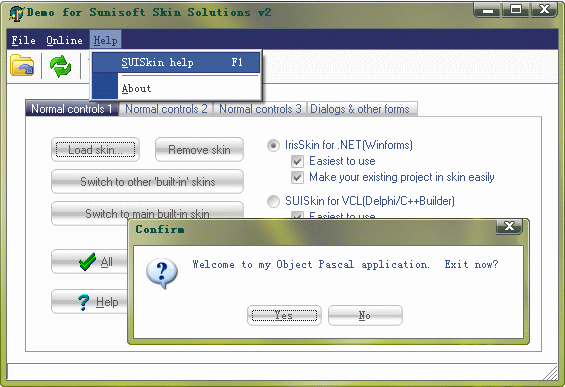 Demo for Sunisoft Skin Solutions v2
File Online Help
SUISkin help F1
About
Normal controls 1 Normal controls 2 Normal controls 3 Dialogs & other forms
Load skin... Remove skin
Switch to other 'built-in' skins
Switch to main built-in skin
IrisSkin for .NET(Winforms)
Easiest to use
Make your existing project in skin easily
SUISkin for VCL(Delphi/C++Builder)
Easiest to use
All
Help
Confirm
Welcome to my Object Pascal application. Exit now?
Yes No